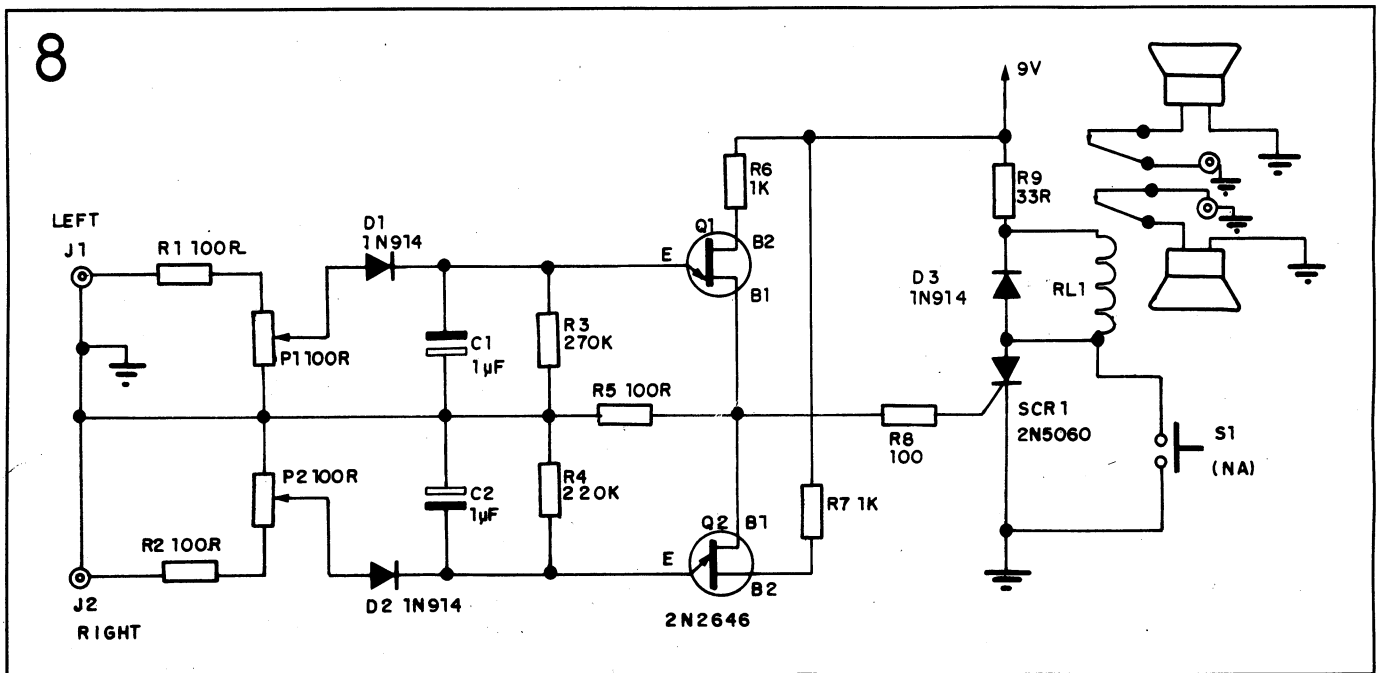 8
9V
R6
1K
R9
33R
LEFT
J1
R1 100R
D1
1N914
Q1
B2
E
B1
D3
1N914
RL1
P1 100R
C1
1µF
R3
270K
R5 100R
R8
100
SCR1
2N5060
S1
(NA)
P2 100R
C2
1µF
R4
220K
R7 1K
Q2
B1
R2 100R
E
B2
J2
RIGHT
D2 1N914
2N2646